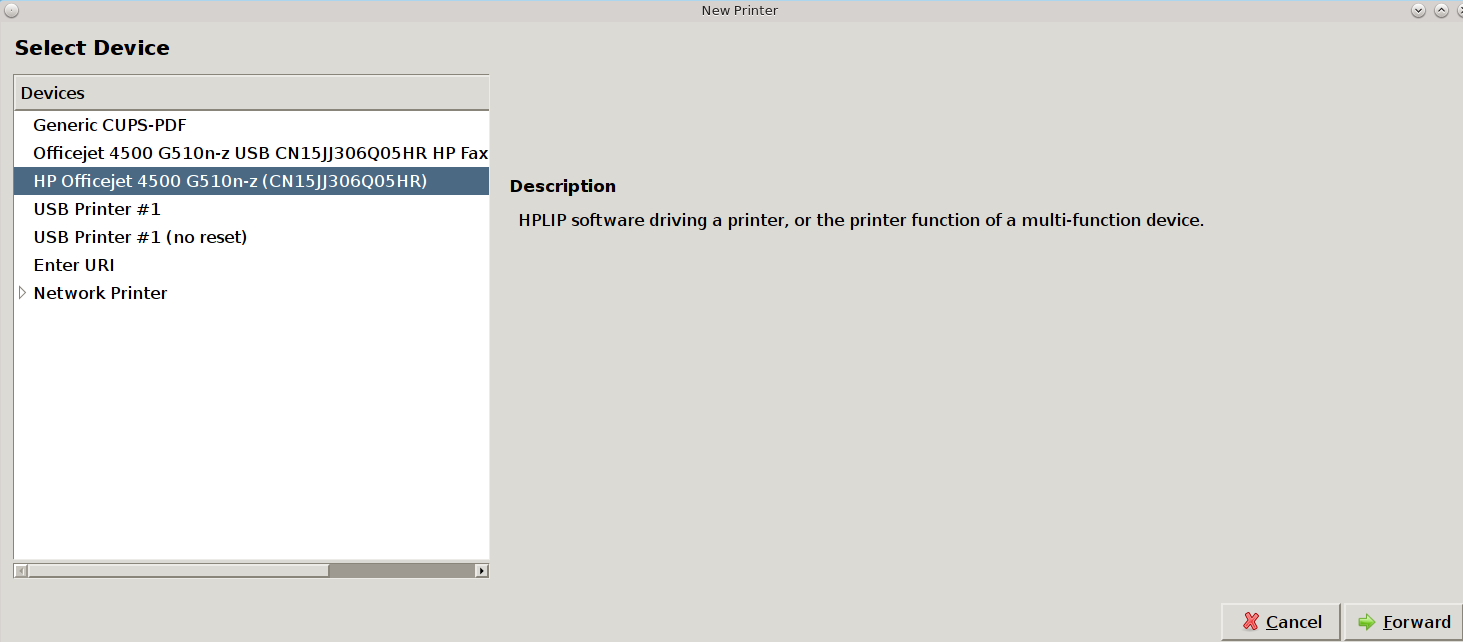 New Printer
Select Device
Devices
Generic CUPS-PDF
Officejet 4500 G510n-z USB CN15JJ306Q05HR HP Fax
HP Officejet 4500 G510n-z (CN15JJ306Q05HR)
USB Printer #1
USB Printer #1 (no reset)
Enter URI
Network Printer
Description
HPLIP software driving a printer, or the printer function of a multi-function device.
Cancel
Forward